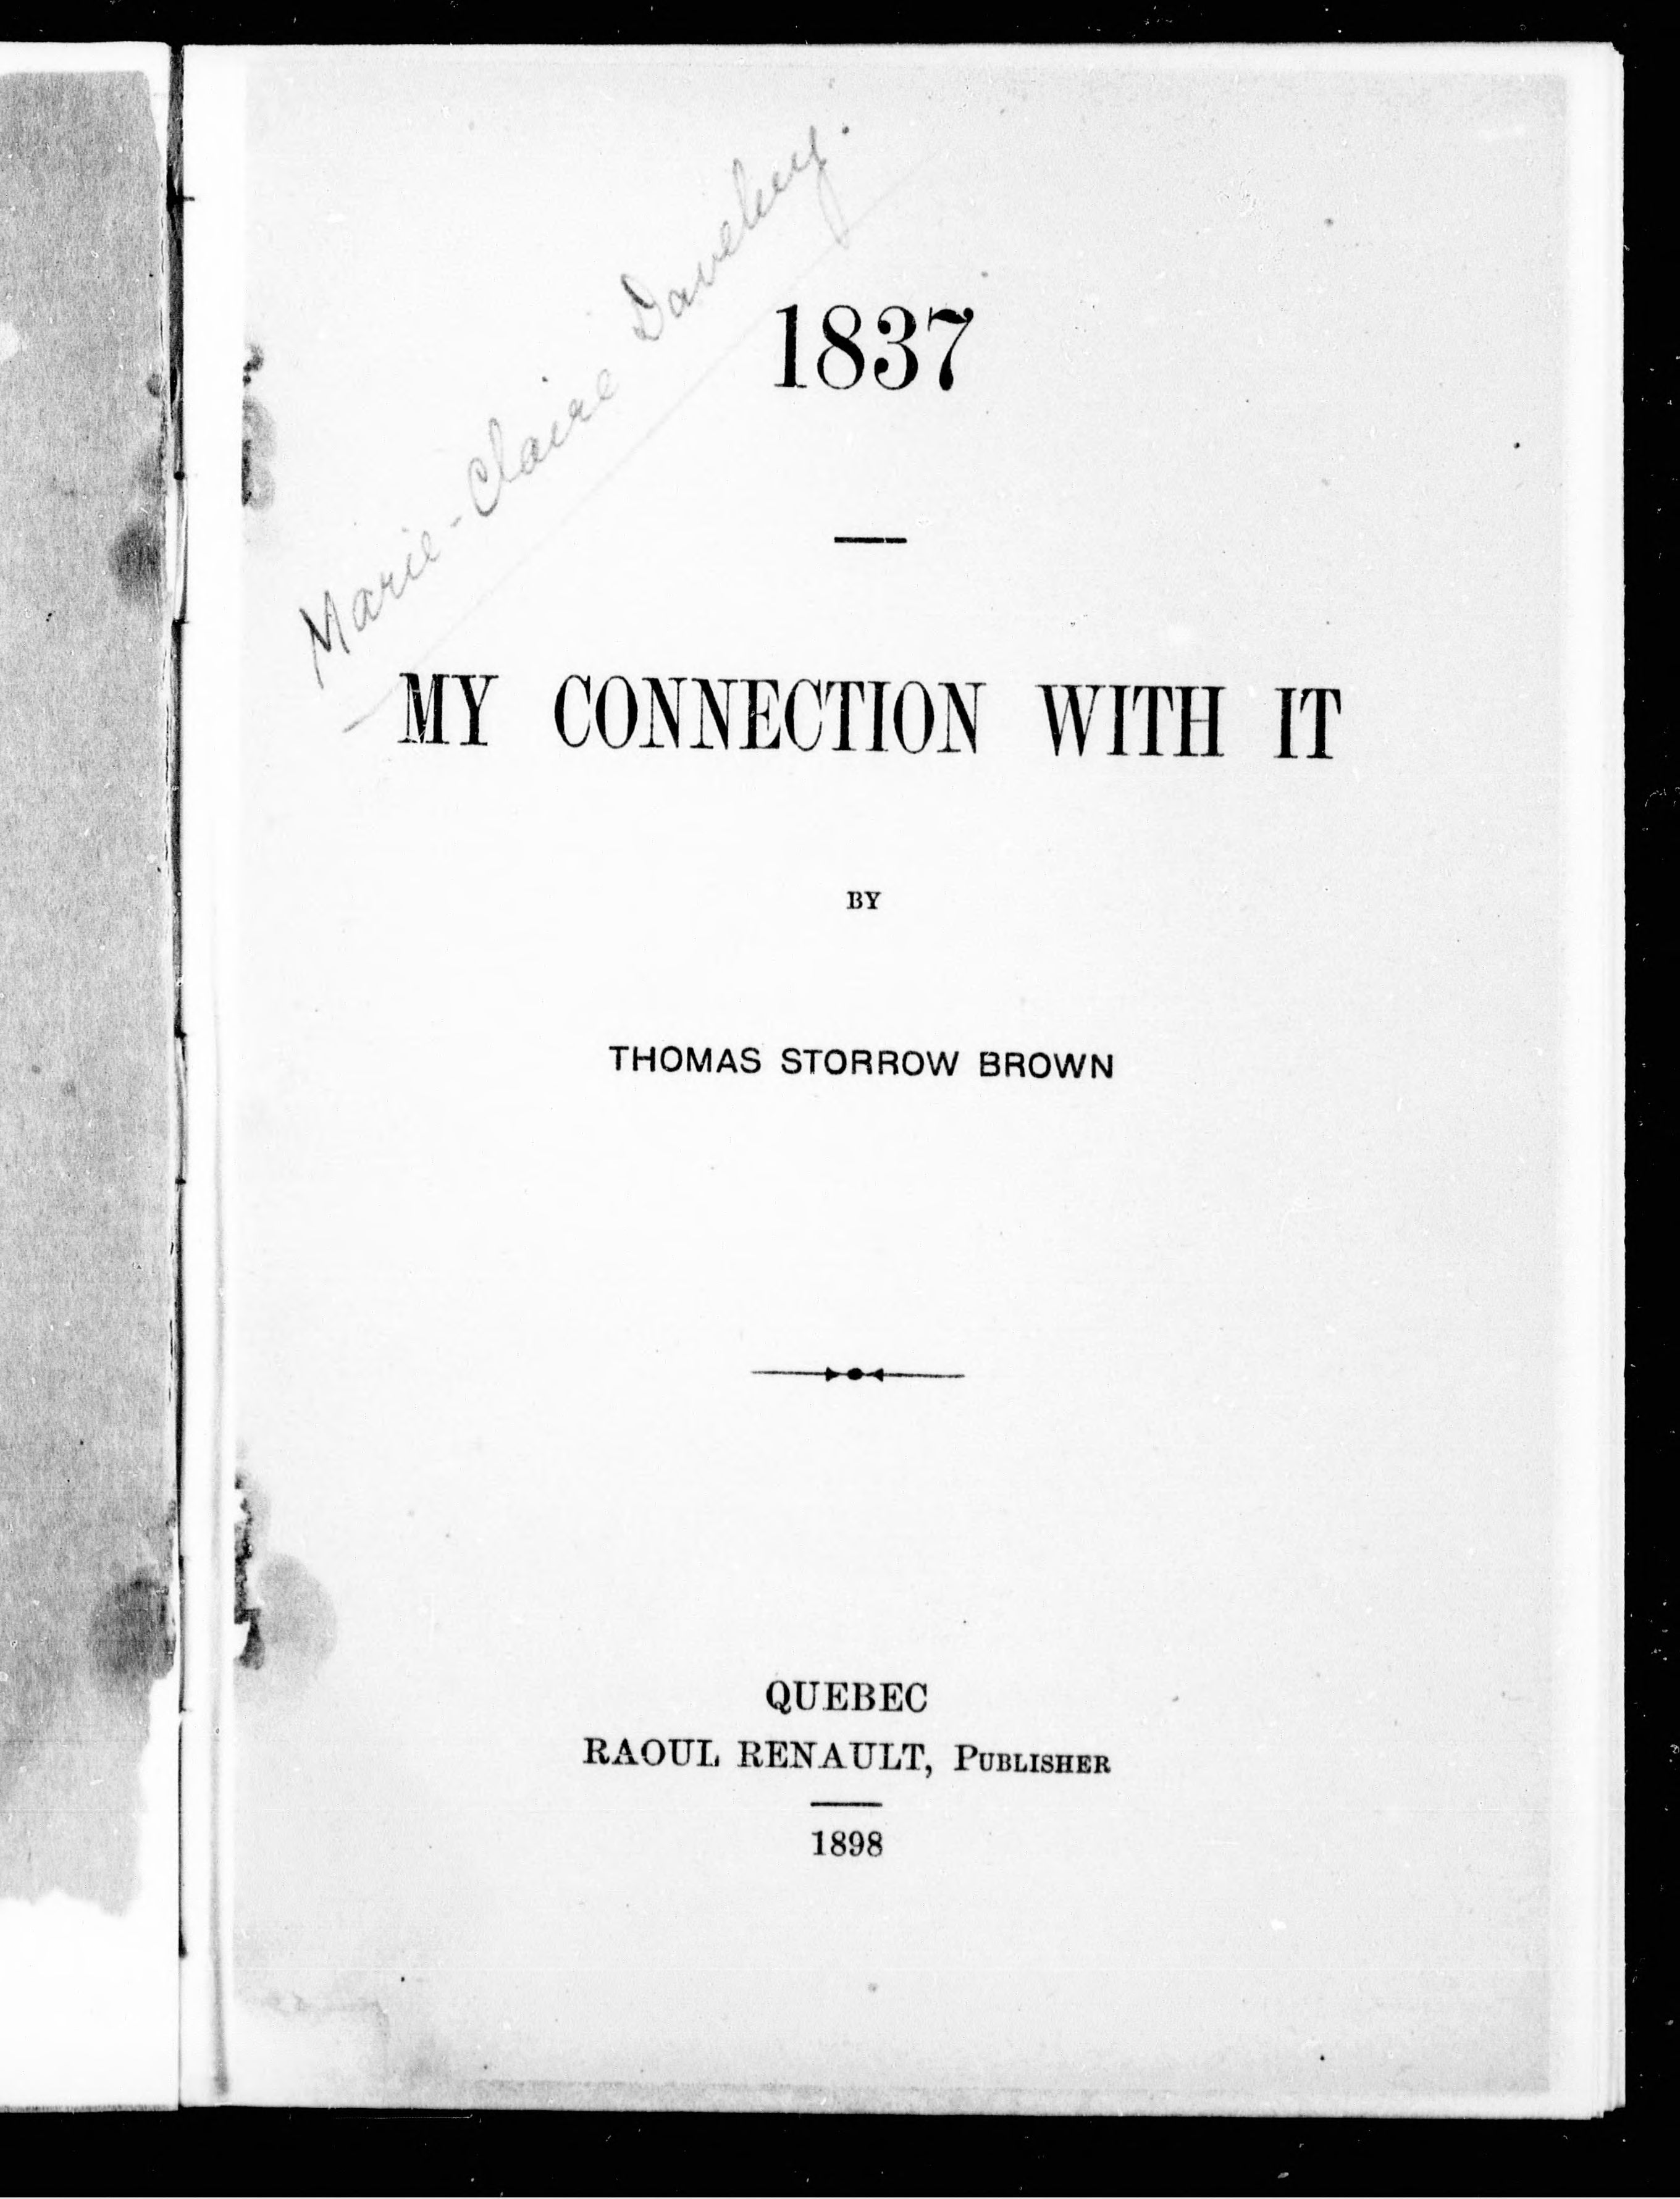 Marie-Claire Daveluy.
1837
MY CONNECTION WITH IT
BY
THOMAS STORROW BROWN
QUEBEC
RAOUL RENAULT, PUBLISHER
1898